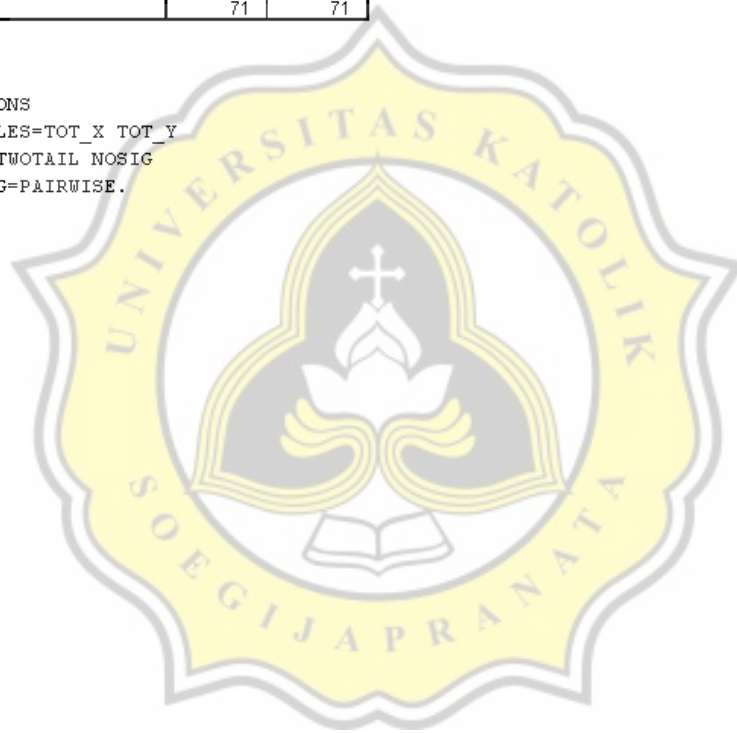 71 71
ONS
LES=TOT_X TOT_Y
TWOTAIL NOSIG
G=PAIRWISE.
UNIVERSITAS KATOLIK
SOEGIJAPRANATA